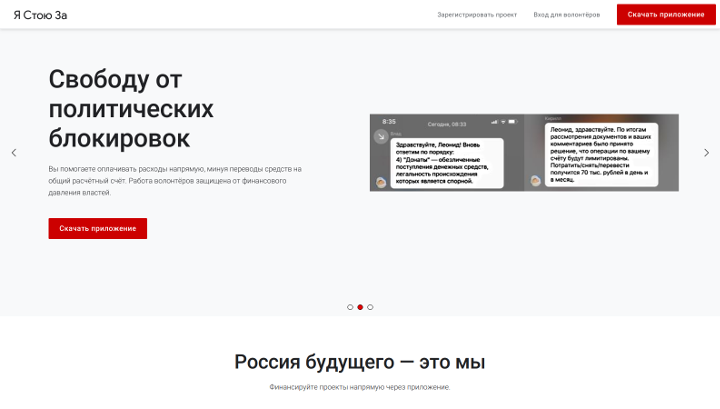 Я Стою За
Зарегистрировать проект
Вход для волонтёров
Скачать приложение
Свободу от
политических
блокировок
Вы помогаете оплачивать расходы напрямую, минуя переводы средств на
общий расчётный счёт. Работа волонтёров защищена от финансового
давления властей.
Скачать приложение
8:35
Сегодня, 08:33
Здравствуйте, Леонид! Вновь
ответим по порядку:
4) "Донаты" — обезличенные
поступления денежных средств,
легальность происхождения
которых является спорной.
Леонид, здравствуйте. По итогам
рассмотрения документов и ваших
комментариев было принято
решение, что операции по вашему
счёту будут лимитированы.
Потратить/снять/перевести
получится 70 тыс. рублей в день и
в месяц.
Россия будущего — это мы
Финансируйте проекты напрямую через приложение.